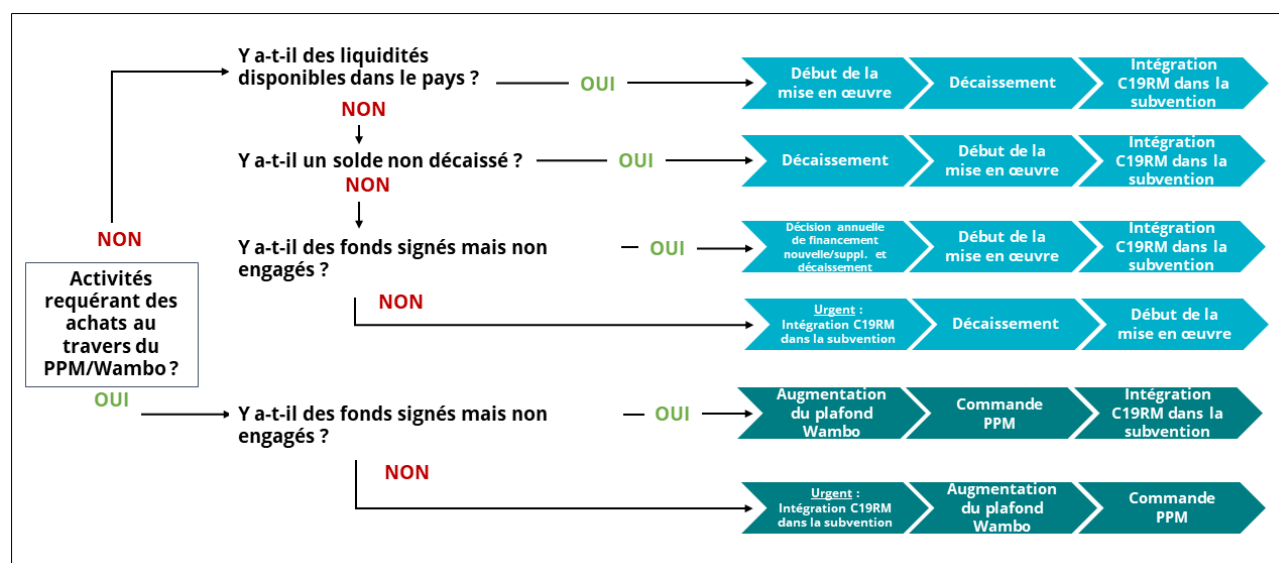 Y a-t-il des liquidités
disponibles dans le pays ?
OUI
Début de la
mise en œuvre
Décaissement
Intégration
C19RM dans la
subvention
NON
Y a-t-il un solde non décaissé ?
OUI
Décaissement
Début de la
mise en œuvre
Intégration
C19RM dans la
subvention
NON
Y a-t-il des fonds signés mais non
engagés ?
OUI
Décision annuelle
de financement
nouvelle/suppl. et
décaissement
Début de la
mise en œuvre
Intégration
C19RM dans la
subvention
NON
Urgent :
Intégration C19RM
dans la subvention
Décaissement
Début de la
mise en œuvre
NON
Activités
requérant des
achats au
travers du
PPM/Wambo ?
OUI
Y a-t-il des fonds signés mais non
engagés ?
OUI
Augmentation
du plafond
Wambo
Commande
PPM
Intégration
C19RM dans la
subvention
NON
Urgent :
Intégration C19RM
dans la subvention
Augmentation
du plafond
Wambo
Commande
PPM